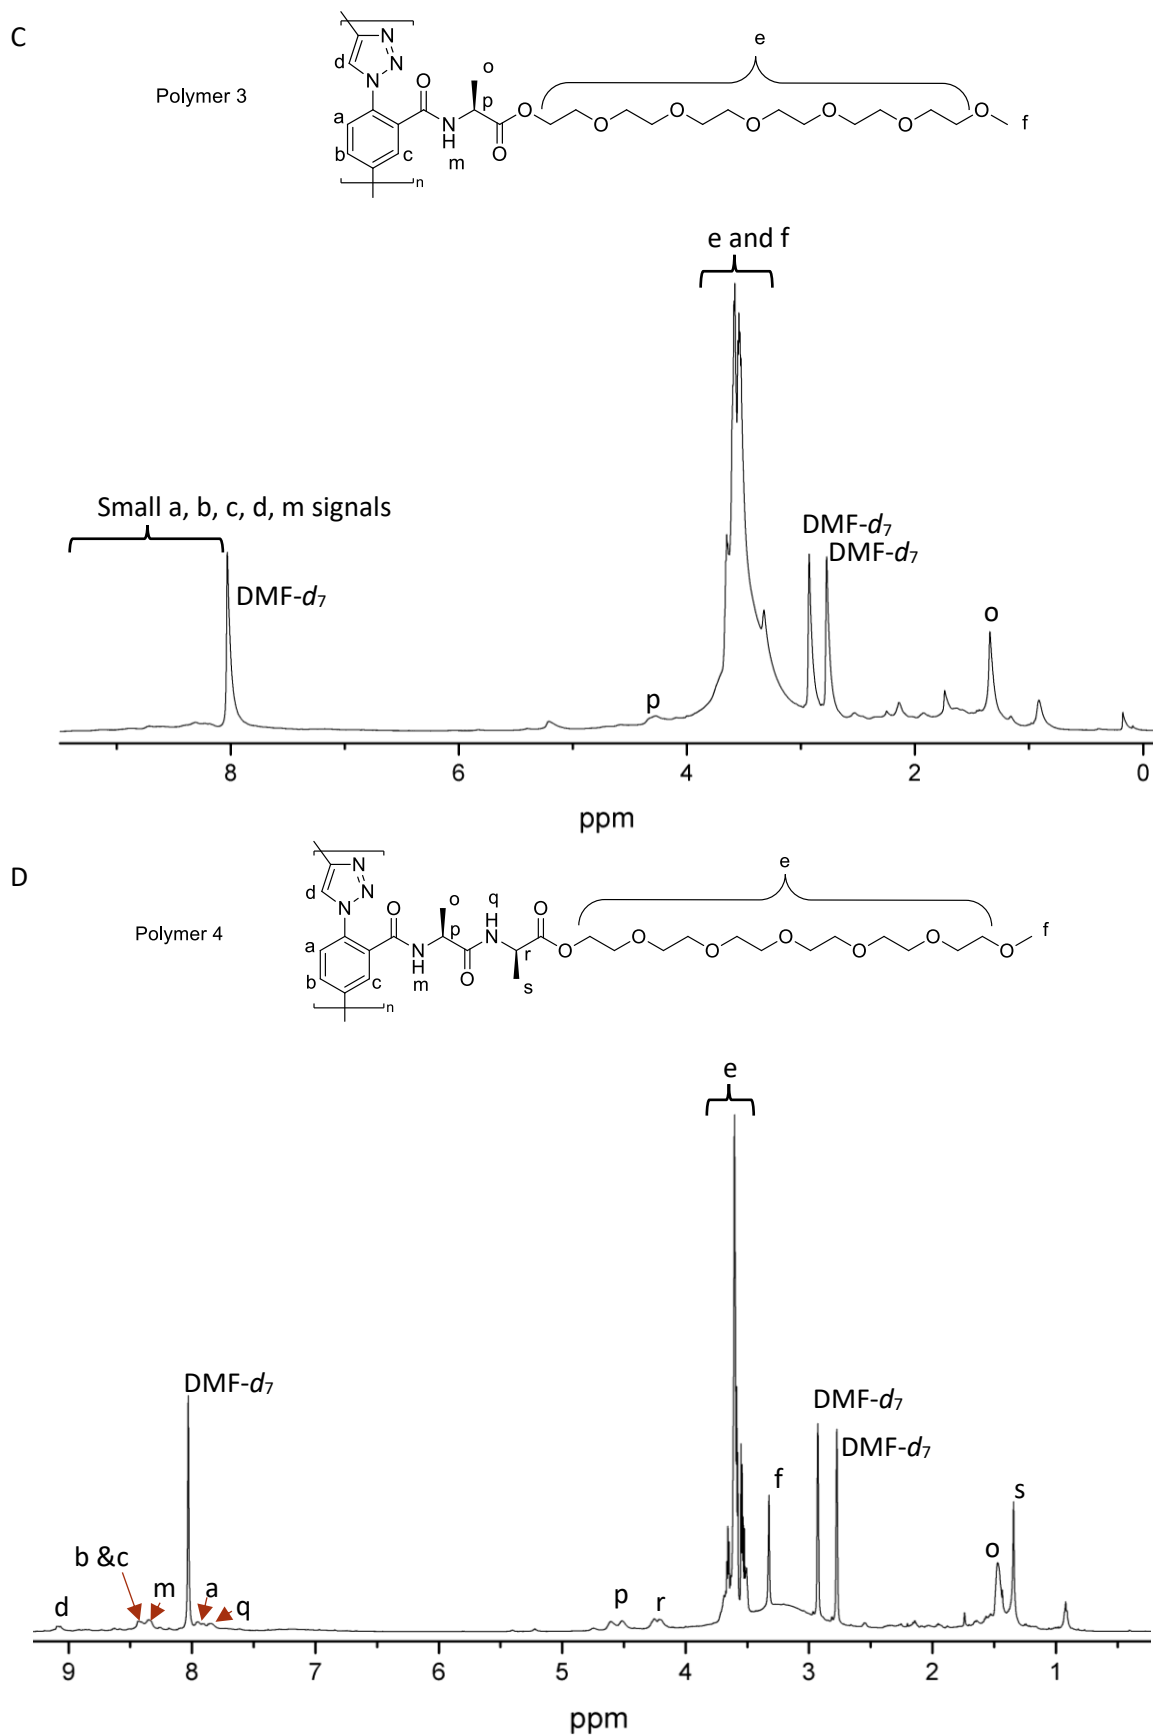 C
Polymer 3
N
N
N
d
a
b
c
n
O
N
H
m
o
p
O
O
O
O
O
O
O
O
e
f
e and f
Small a, b, c, d, m signals
DMF-d7
DMF-d7
DMF-d7
p
o
8
6
4
2
0
ppm
D
Polymer 4
N
N
N
d
a
b
c
n
O
N
H
m
o
p
O
q
H
N
r
s
O
O
O
O
O
O
O
O
e
f
e
DMF-d7
DMF-d7
DMF-d7
f
s
o
b &c
m
a
q
d
p
r
9
8
7
6
5
4
3
2
1
ppm